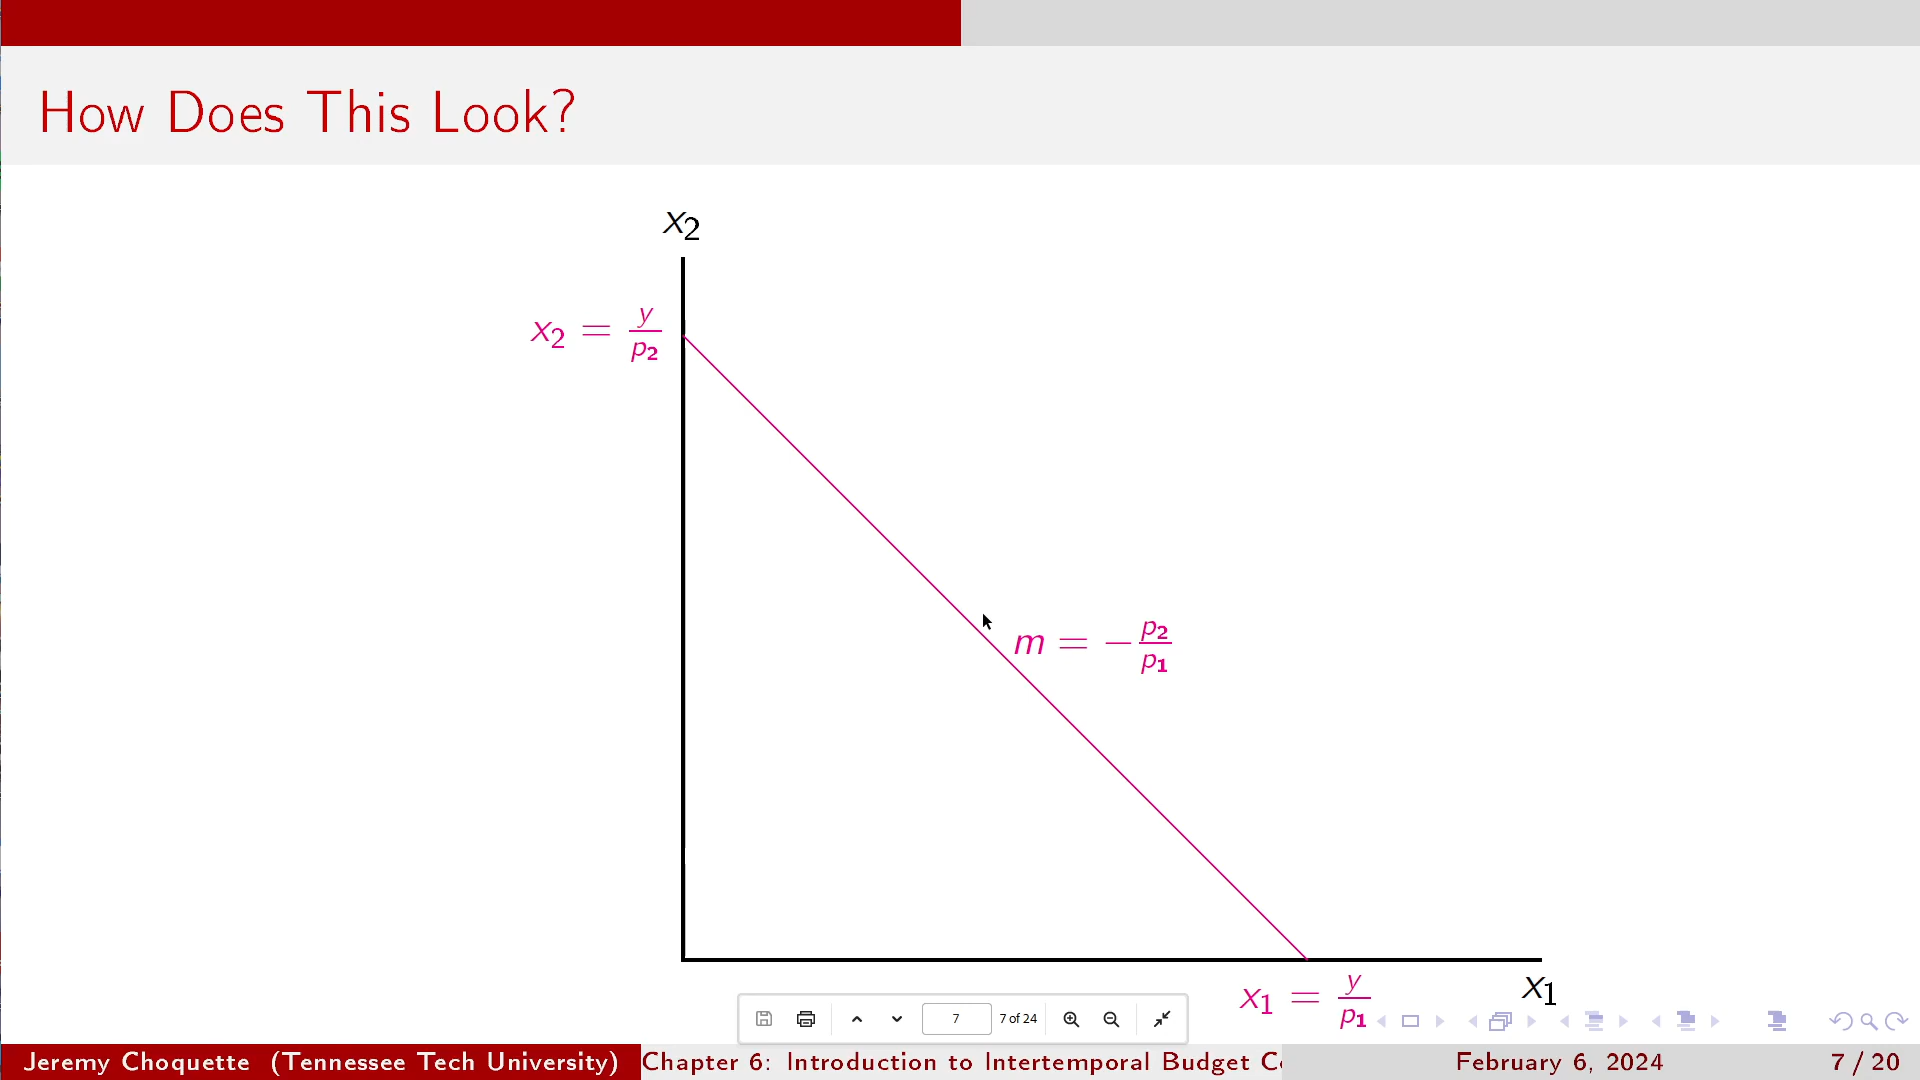 How Does This Look?
x₂
x₂ = y/p₂
m = −p₂/p₁
x₁ = y/p₁
x₁
7 7 of 24
Jeremy Choquette (Tennessee Tech University) Chapter 6: Introduction to Intertemporal Budget Co February 6, 2024 7 / 20